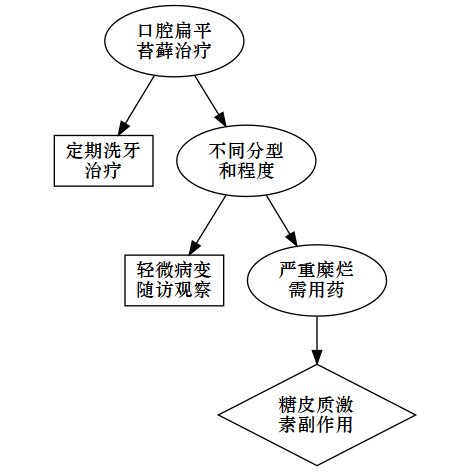 口腔扁平
苔藓治疗
定期洗牙
治疗
不同分型
和程度
轻微病变
随访观察
严重糜烂
需用药
糖皮质激
素副作用